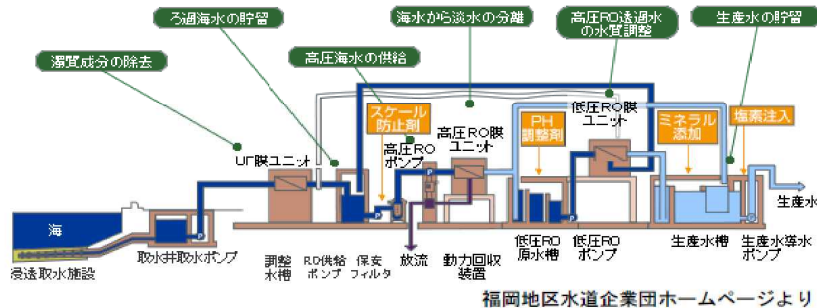 ろ過海水の貯留
海水から淡水の分離
高圧RO透過水
の水質調整
生産水の貯留
濁質成分の除去
高圧海水の供給
スケール
防止剤
高圧RO
ポンプ
高圧RO膜
ユニット
PH
調整剤
低圧RO膜
ユニット
ミネラル
添加
塩素注入
UF膜ユニット
海
生産水
浸透取水施設
取水井取水ポンプ
調整
水槽
RO供給
ポンプ
保安
フィルタ
放流
動力回収
装置
低圧RO
原水槽
低圧RO
ポンプ
生産水槽
生産水導水
ポンプ
福岡地区水道企業団ホームページより